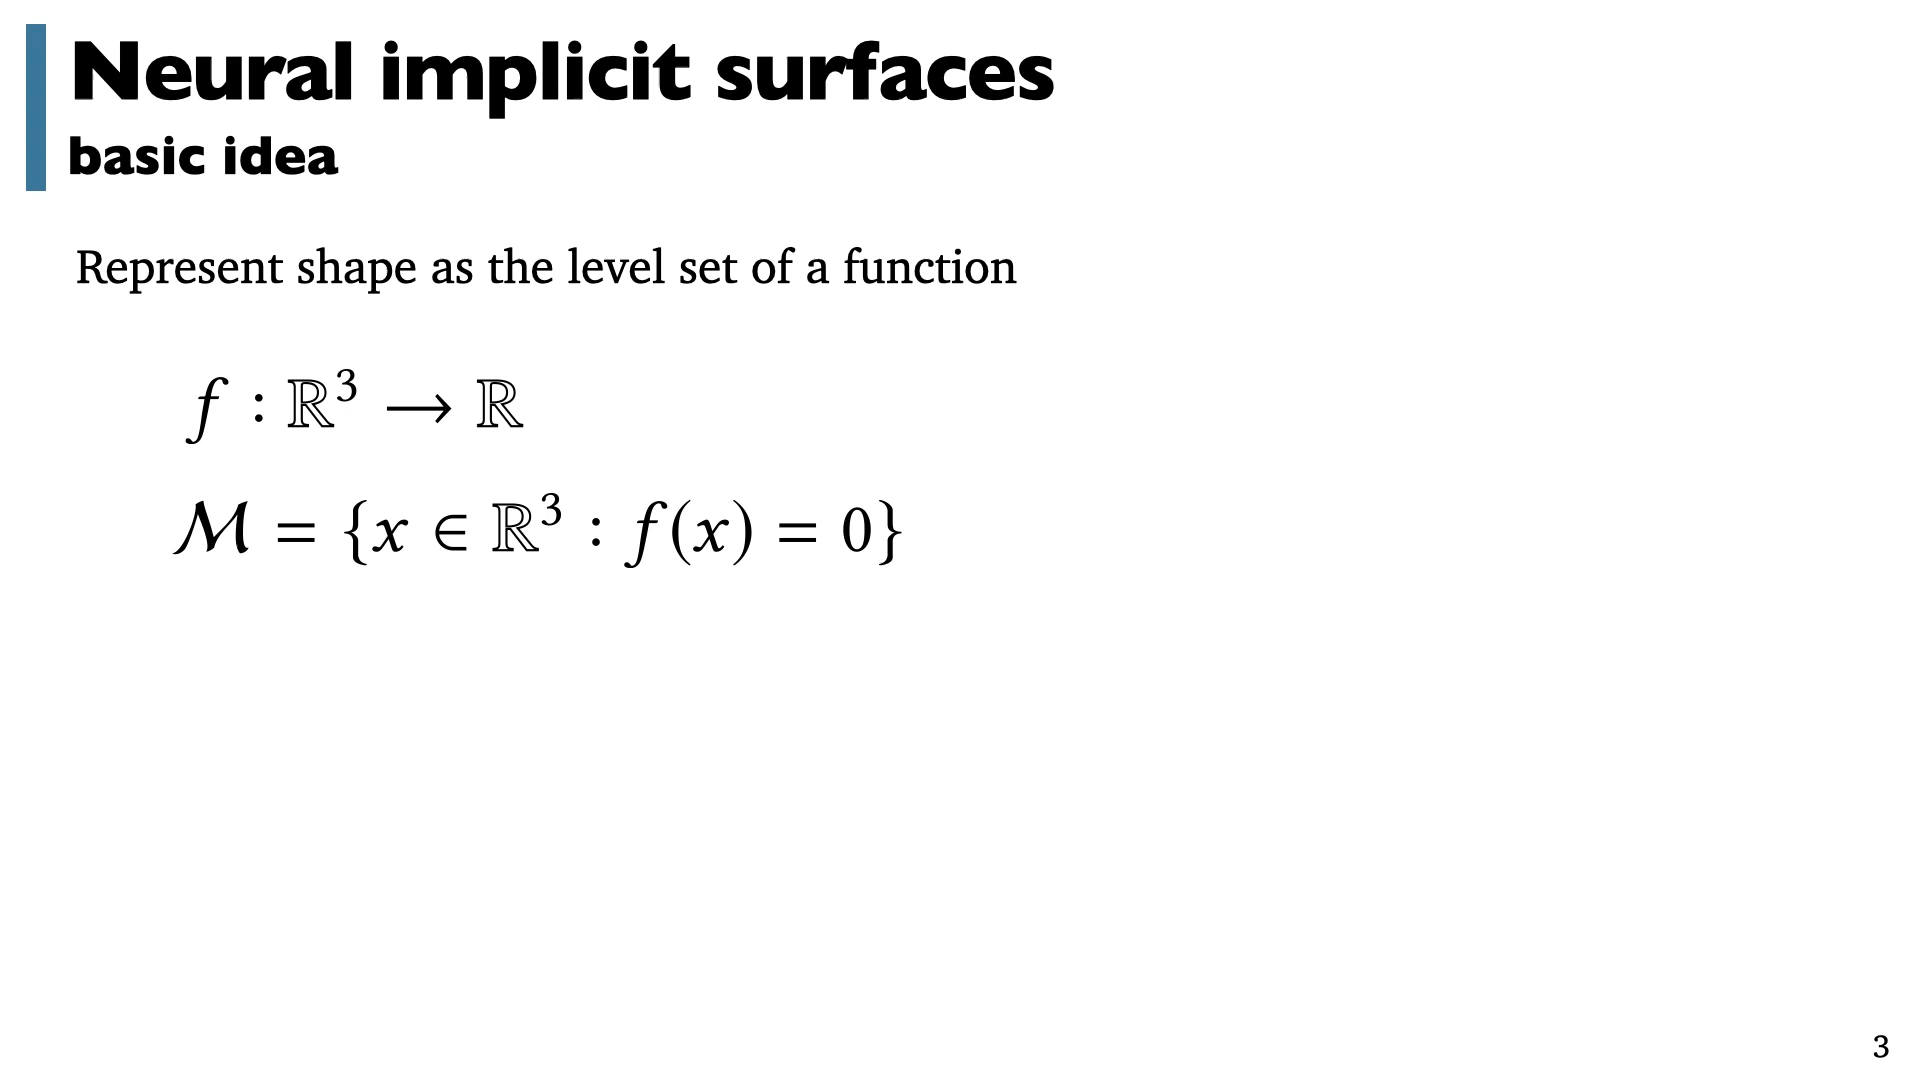 Neural implicit surfaces
basic idea
Represent shape as the level set of a function
f : ℝ³ ⟶ ℝ
ℳ = {x ∈ ℝ³ : f(x) = 0}
3